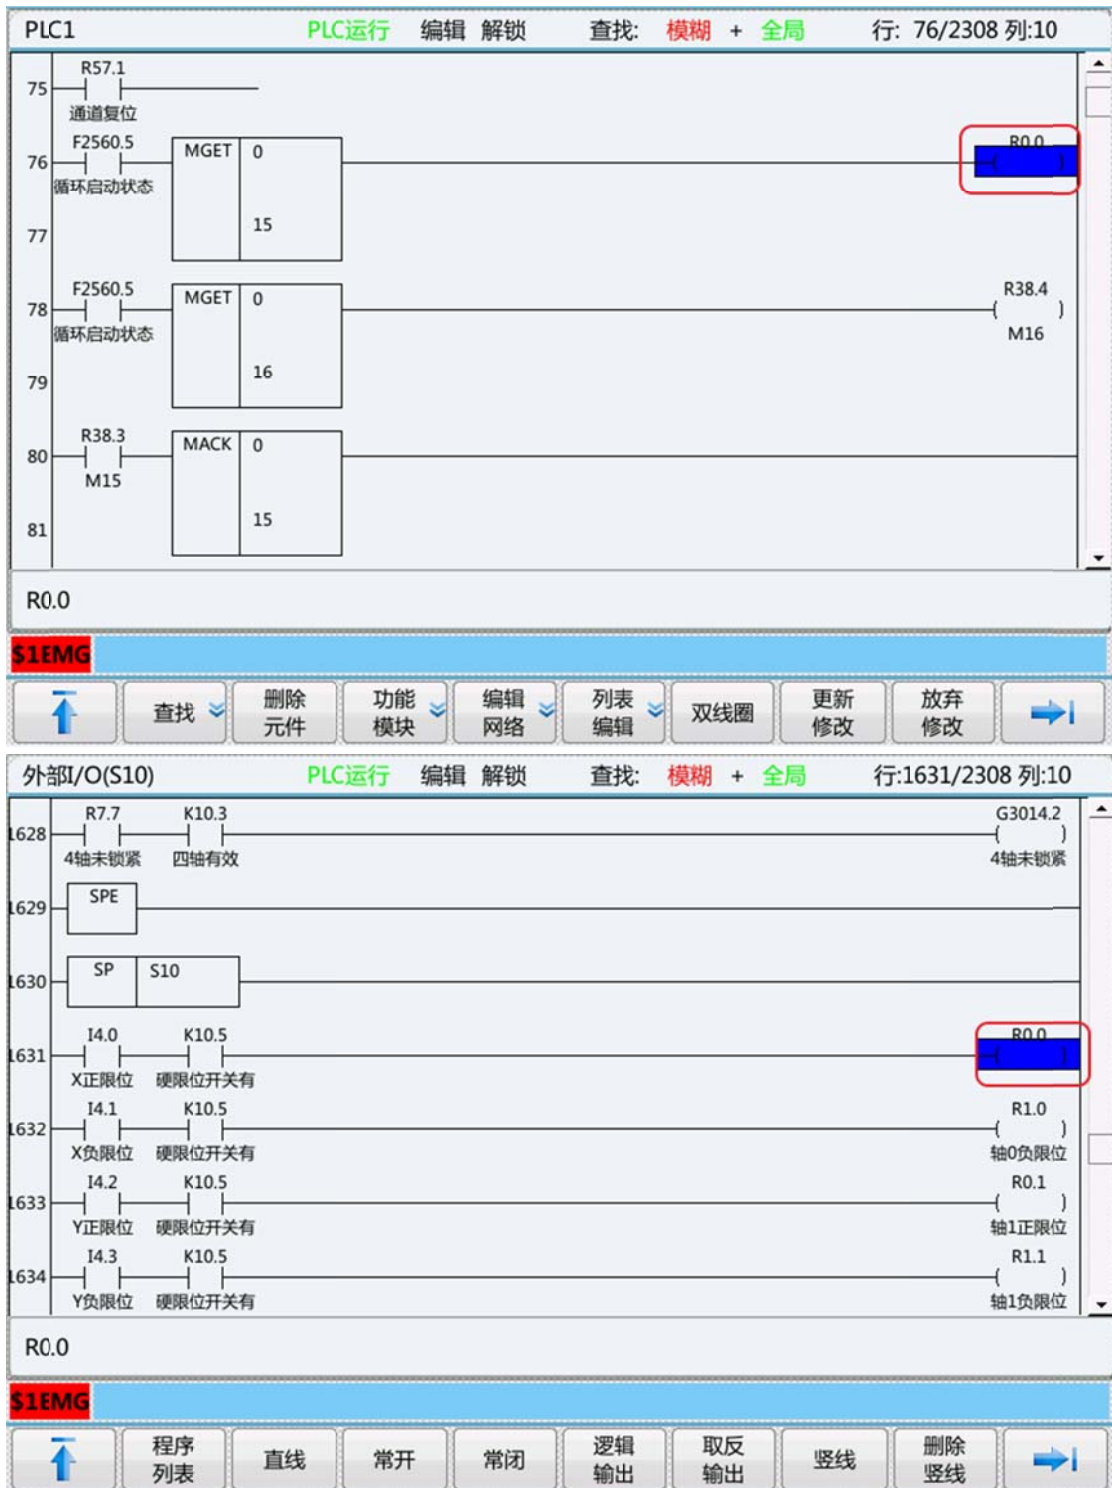 PLC1 PLC运行 编辑 解锁 查找: 模糊 + 全局 行: 76/2308 列:10
R57.1
75
通道复位
F2560.5 MGET 0 R0.0
76
循环启动状态
15
77
F2560.5 MGET 0 R38.4
78
循环启动状态 M16
16
79
R38.3 MACK 0
80
M15
15
81
R0.0
$1EMG
查找 删除元件 功能模块 编辑网络 列表编辑 双线圈 更新修改 放弃修改
外部I/O(S10) PLC运行 编辑 解锁 查找: 模糊 + 全局 行:1631/2308 列:10
R7.7 K10.3 G3014.2
1628
4轴未锁紧 四轴有效 4轴未锁紧
SPE
1629
SP S10
1630
I4.0 K10.5 R0.0
1631
X正限位 硬限位开关有
I4.1 K10.5 R1.0
1632
X负限位 硬限位开关有 轴0负限位
I4.2 K10.5 R0.1
1633
Y正限位 硬限位开关有 轴1正限位
I4.3 K10.5 R1.1
1634
Y负限位 硬限位开关有 轴1负限位
R0.0
$1EMG
程序列表 直线 常开 常闭 逻辑输出 取反输出 竖线 删除竖线